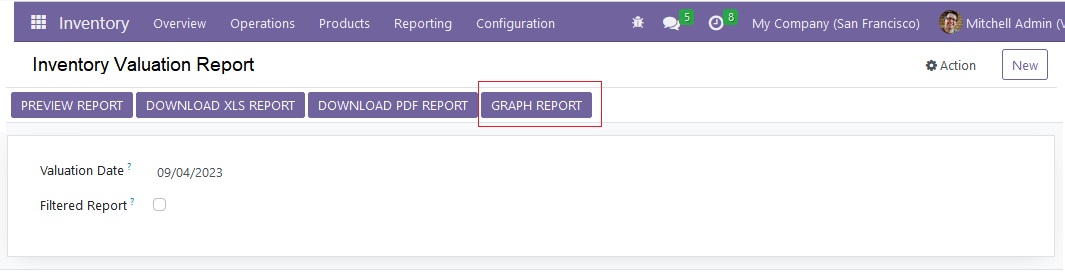 Inventory Overview Operations Products Reporting Configuration 5 8 My Company (San Francisco) Mitchell Admin (V
Inventory Valuation Report Action New
PREVIEW REPORT DOWNLOAD XLS REPORT DOWNLOAD PDF REPORT GRAPH REPORT
Valuation Date ? 09/04/2023
Filtered Report ?